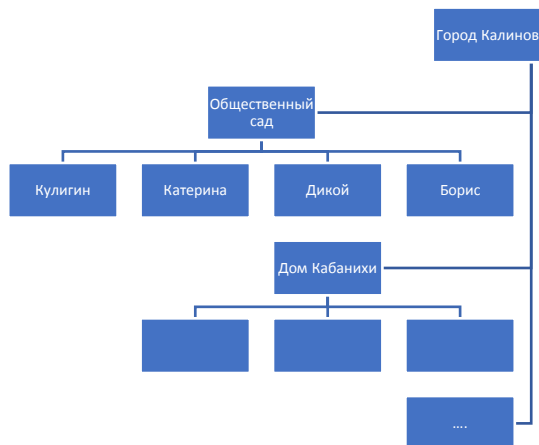 Город Калинов
Общественный
сад
Кулигин
Катерина
Дикой
Борис
Дом Кабанихи
....